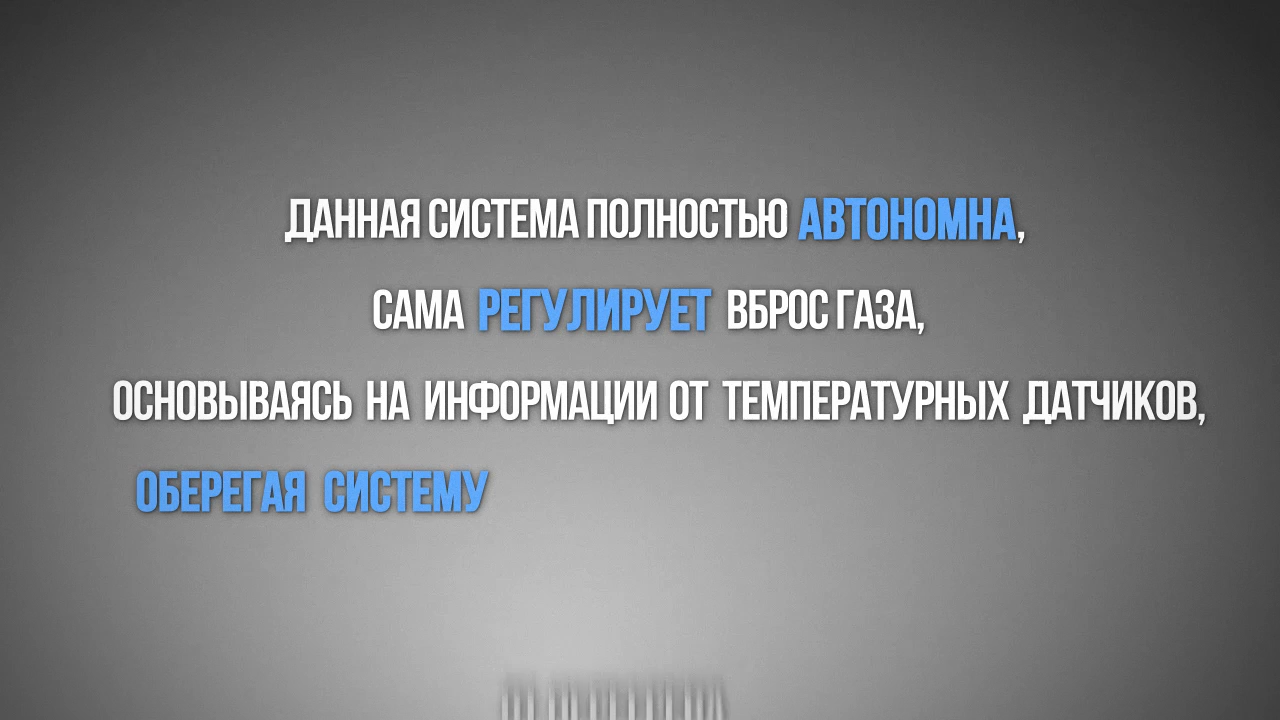 ДАННАЯ СИСТЕМА ПОЛНОСТЬЮ АВТОНОМНА,
САМА РЕГУЛИРУЕТ ВБРОС ГАЗА,
ОСНОВЫВАЯСЬ НА ИНФОРМАЦИИ ОТ ТЕМПЕРАТУРНЫХ ДАТЧИКОВ,
ОБЕРЕГАЯ СИСТЕМУ